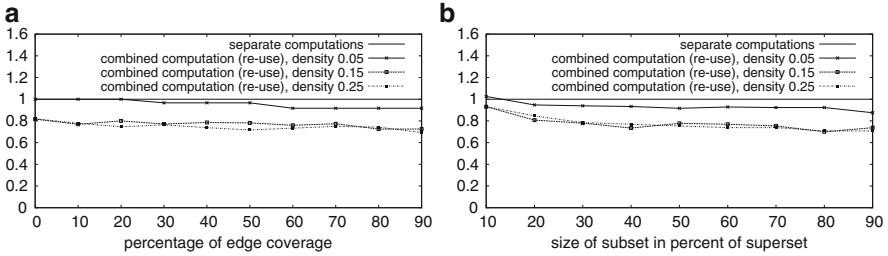 a
1.6
1.4
1.2
1
0.8
0.6
0.4
0.2
0
separate computations
combined computation (re-use), density 0.05
combined computation (re-use), density 0.15
combined computation (re-use), density 0.25
0 10 20 30 40 50 60 70 80 90
percentage of edge coverage
b
1.6
1.4
1.2
1
0.8
0.6
0.4
0.2
0
separate computations
combined computation (re-use), density 0.05
combined computation (re-use), density 0.15
combined computation (re-use), density 0.25
10 20 30 40 50 60 70 80 90
size of subset in percent of superset